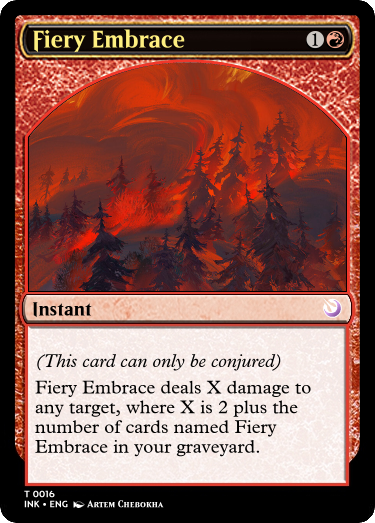 Fiery Embrace 1
Instant
(This card can only be conjured)
Fiery Embrace deals X damage to
any target, where X is 2 plus the
number of cards named Fiery
Embrace in your graveyard.
T 0016
INK • ENG Artem Chebokha